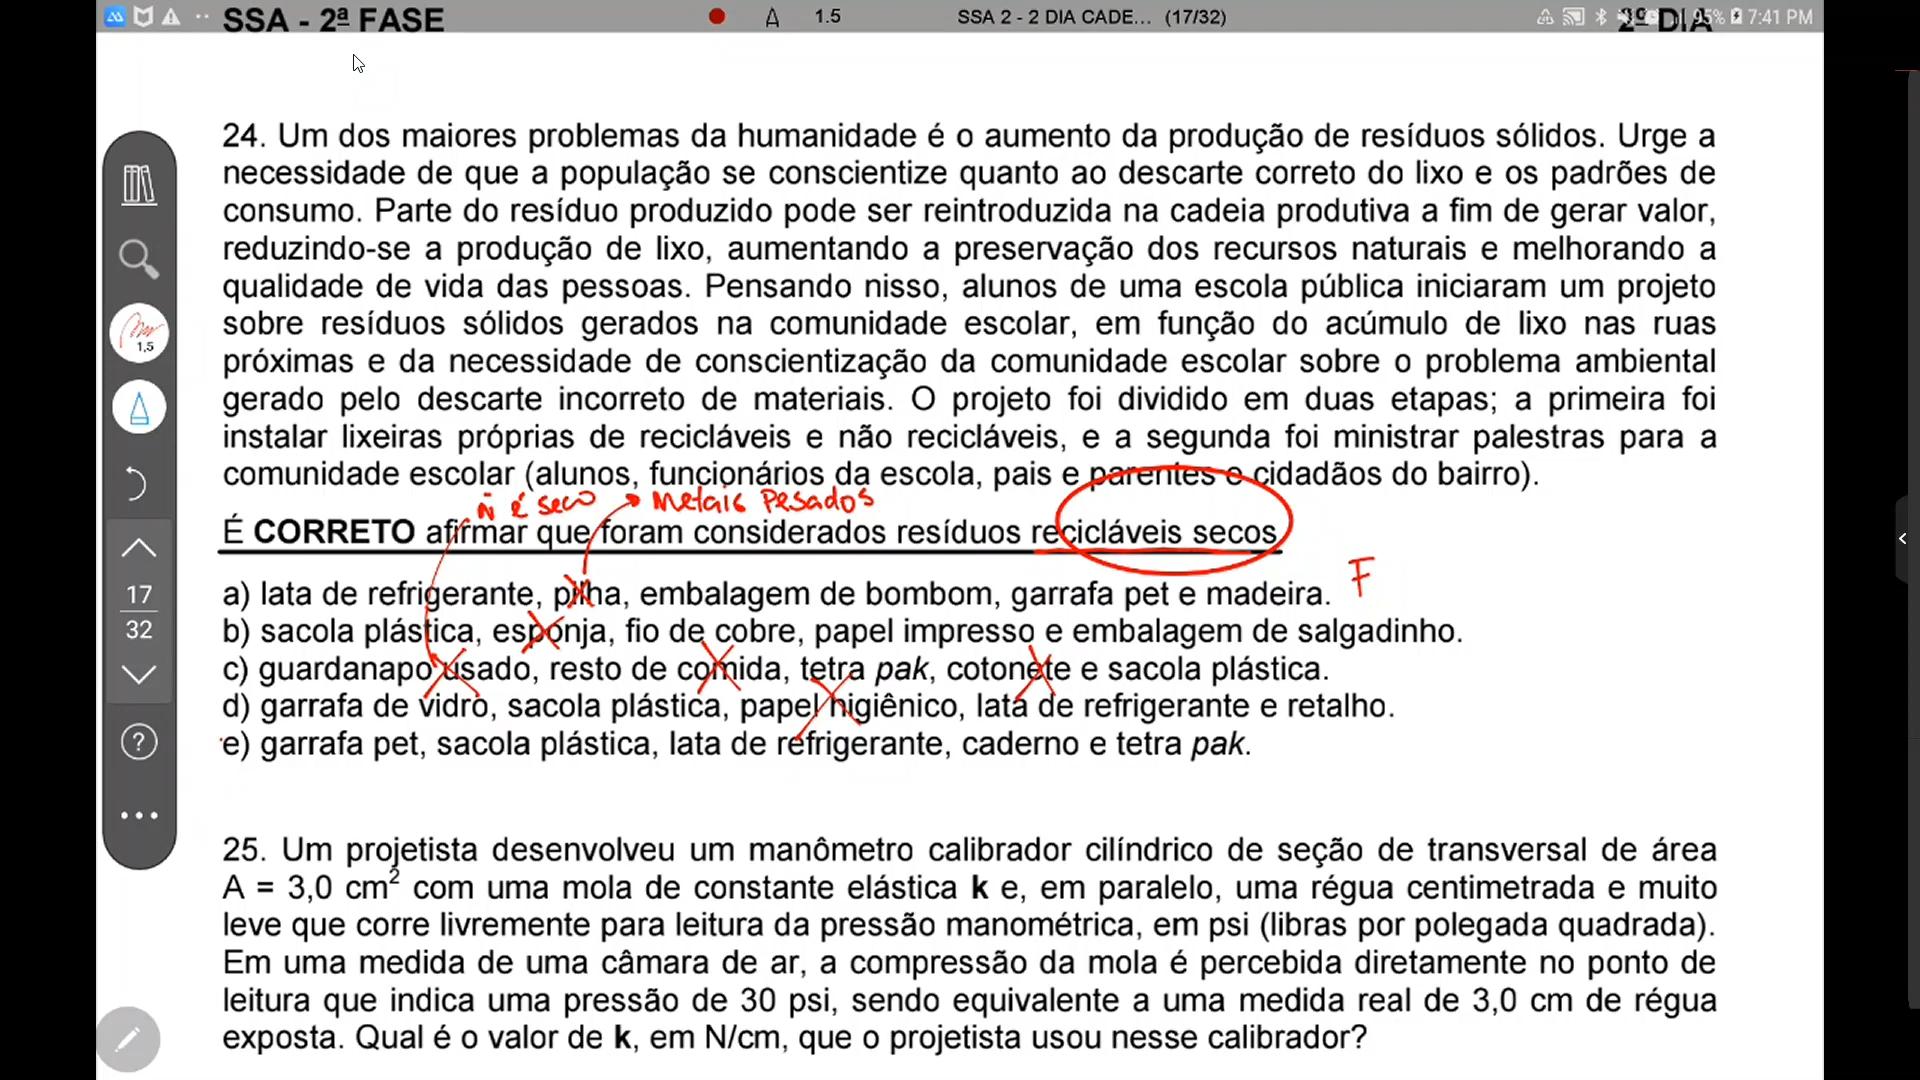 SSA - 2ª FASE
1.5
SSA 2 - 2 DIA CADE... (17/32)
2º DIA
95% 7:41 PM
24. Um dos maiores problemas da humanidade é o aumento da produção de resíduos sólidos. Urge a
necessidade de que a população se conscientize quanto ao descarte correto do lixo e os padrões de
consumo. Parte do resíduo produzido pode ser reintroduzida na cadeia produtiva a fim de gerar valor,
reduzindo-se a produção de lixo, aumentando a preservação dos recursos naturais e melhorando a
qualidade de vida das pessoas. Pensando nisso, alunos de uma escola pública iniciaram um projeto
sobre resíduos sólidos gerados na comunidade escolar, em função do acúmulo de lixo nas ruas
próximas e da necessidade de conscientização da comunidade escolar sobre o problema ambiental
gerado pelo descarte incorreto de materiais. O projeto foi dividido em duas etapas; a primeira foi
instalar lixeiras próprias de recicláveis e não recicláveis, e a segunda foi ministrar palestras para a
comunidade escolar (alunos, funcionários da escola, pais e parentes e cidadãos do bairro).
ñ é seco Metais Pesados
É CORRETO afirmar que foram considerados resíduos recicláveis secos
F
a) lata de refrigerante, pilha, embalagem de bombom, garrafa pet e madeira.
b) sacola plástica, esponja, fio de cobre, papel impresso e embalagem de salgadinho.
c) guardanapo usado, resto de comida, tetra pak, cotonete e sacola plástica.
d) garrafa de vidro, sacola plástica, papel higiênico, lata de refrigerante e retalho.
e) garrafa pet, sacola plástica, lata de refrigerante, caderno e tetra pak.
25. Um projetista desenvolveu um manômetro calibrador cilíndrico de seção de transversal de área
A = 3,0 cm² com uma mola de constante elástica k e, em paralelo, uma régua centimetrada e muito
leve que corre livremente para leitura da pressão manométrica, em psi (libras por polegada quadrada).
Em uma medida de uma câmara de ar, a compressão da mola é percebida diretamente no ponto de
leitura que indica uma pressão de 30 psi, sendo equivalente a uma medida real de 3,0 cm de régua
exposta. Qual é o valor de k, em N/cm, que o projetista usou nesse calibrador?
1,5
17
32